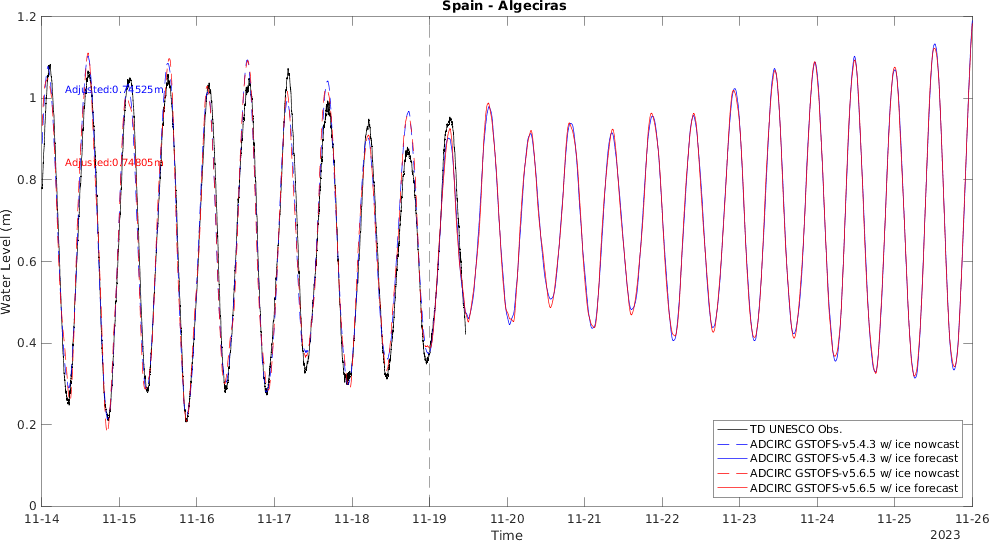 Spain - Algeciras
1.2
1
0.8
0.6
0.4
0.2
0
Water Level (m)
Adjusted:0.74525m
Adjusted:0.74805m
TD UNESCO Obs.
ADCIRC GSTOFS-v5.4.3 w/ ice nowcast
ADCIRC GSTOFS-v5.4.3 w/ ice forecast
ADCIRC GSTOFS-v5.6.5 w/ ice nowcast
ADCIRC GSTOFS-v5.6.5 w/ ice forecast
11-14 11-15 11-16 11-17 11-18 11-19 11-20 11-21 11-22 11-23 11-24 11-25 11-26
Time
2023